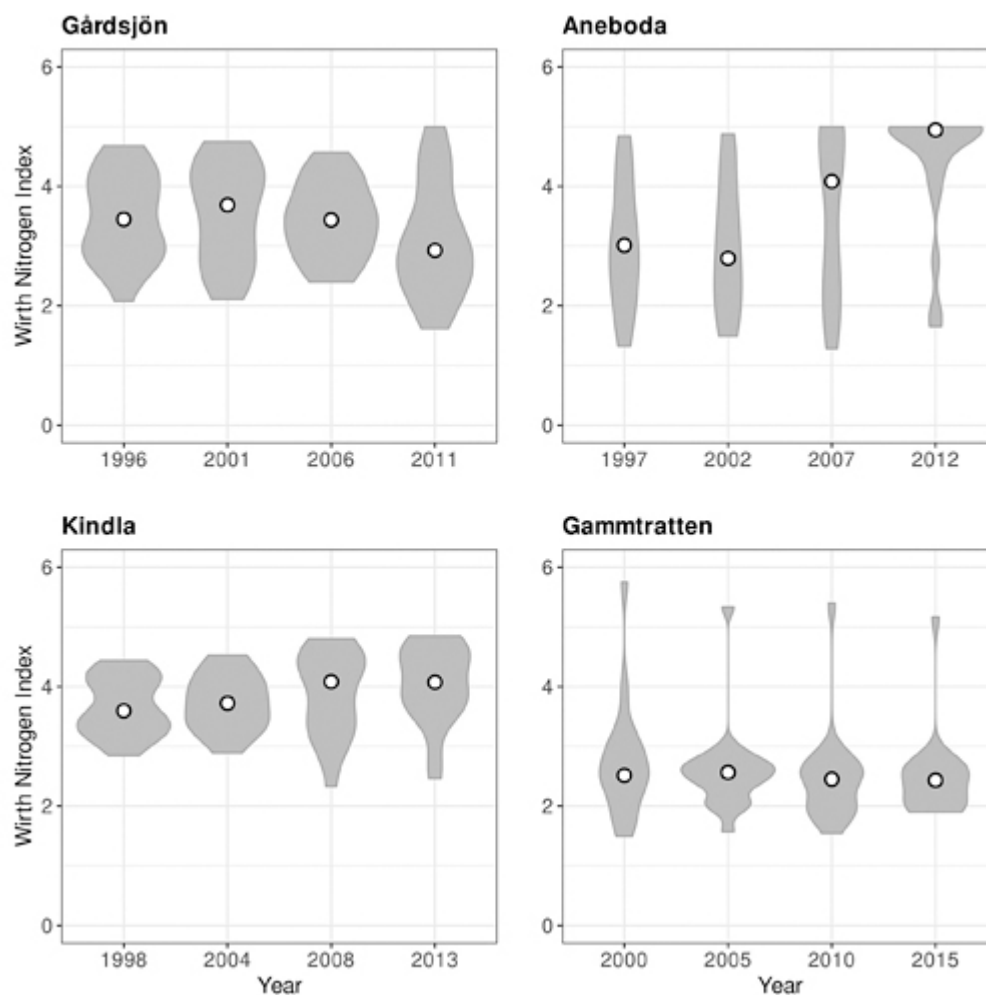 Gårdsjön
Aneboda
Wirth Nitrogen Index
6
4
2
0
1996 2001 2006 2011
6
4
2
0
1997 2002 2007 2012
Kindla
Gammtratten
Wirth Nitrogen Index
6
4
2
0
1998 2004 2008 2013
Year
6
4
2
0
2000 2005 2010 2015
Year